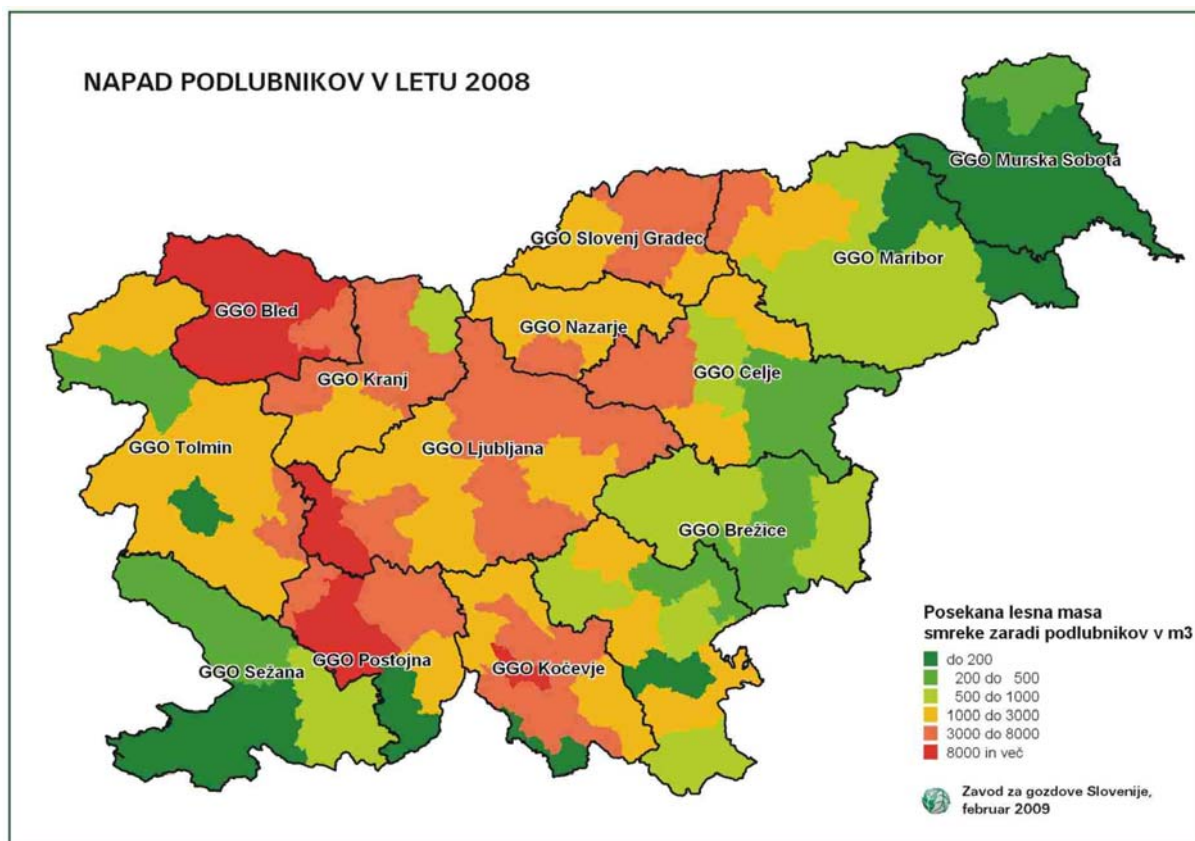 NAPAD PODLUBNIKOV V LETU 2008
GGO Murska Sobota
GGO Slovenj Gradec
GGO Maribor
GGO Bled
GGO Nazarje
GGO Kranj
GGO Celje
GGO Tolmin
GGO Ljubljana
GGO Brežice
GGO Sežana
GGO Postojna
GGO Kočevje
Posekana lesna masa
smreke zaradi podlubnikov v m3
do 200
200 do 500
500 do 1000
1000 do 3000
3000 do 8000
8000 in več
Zavod za gozdove Slovenije,
februar 2009